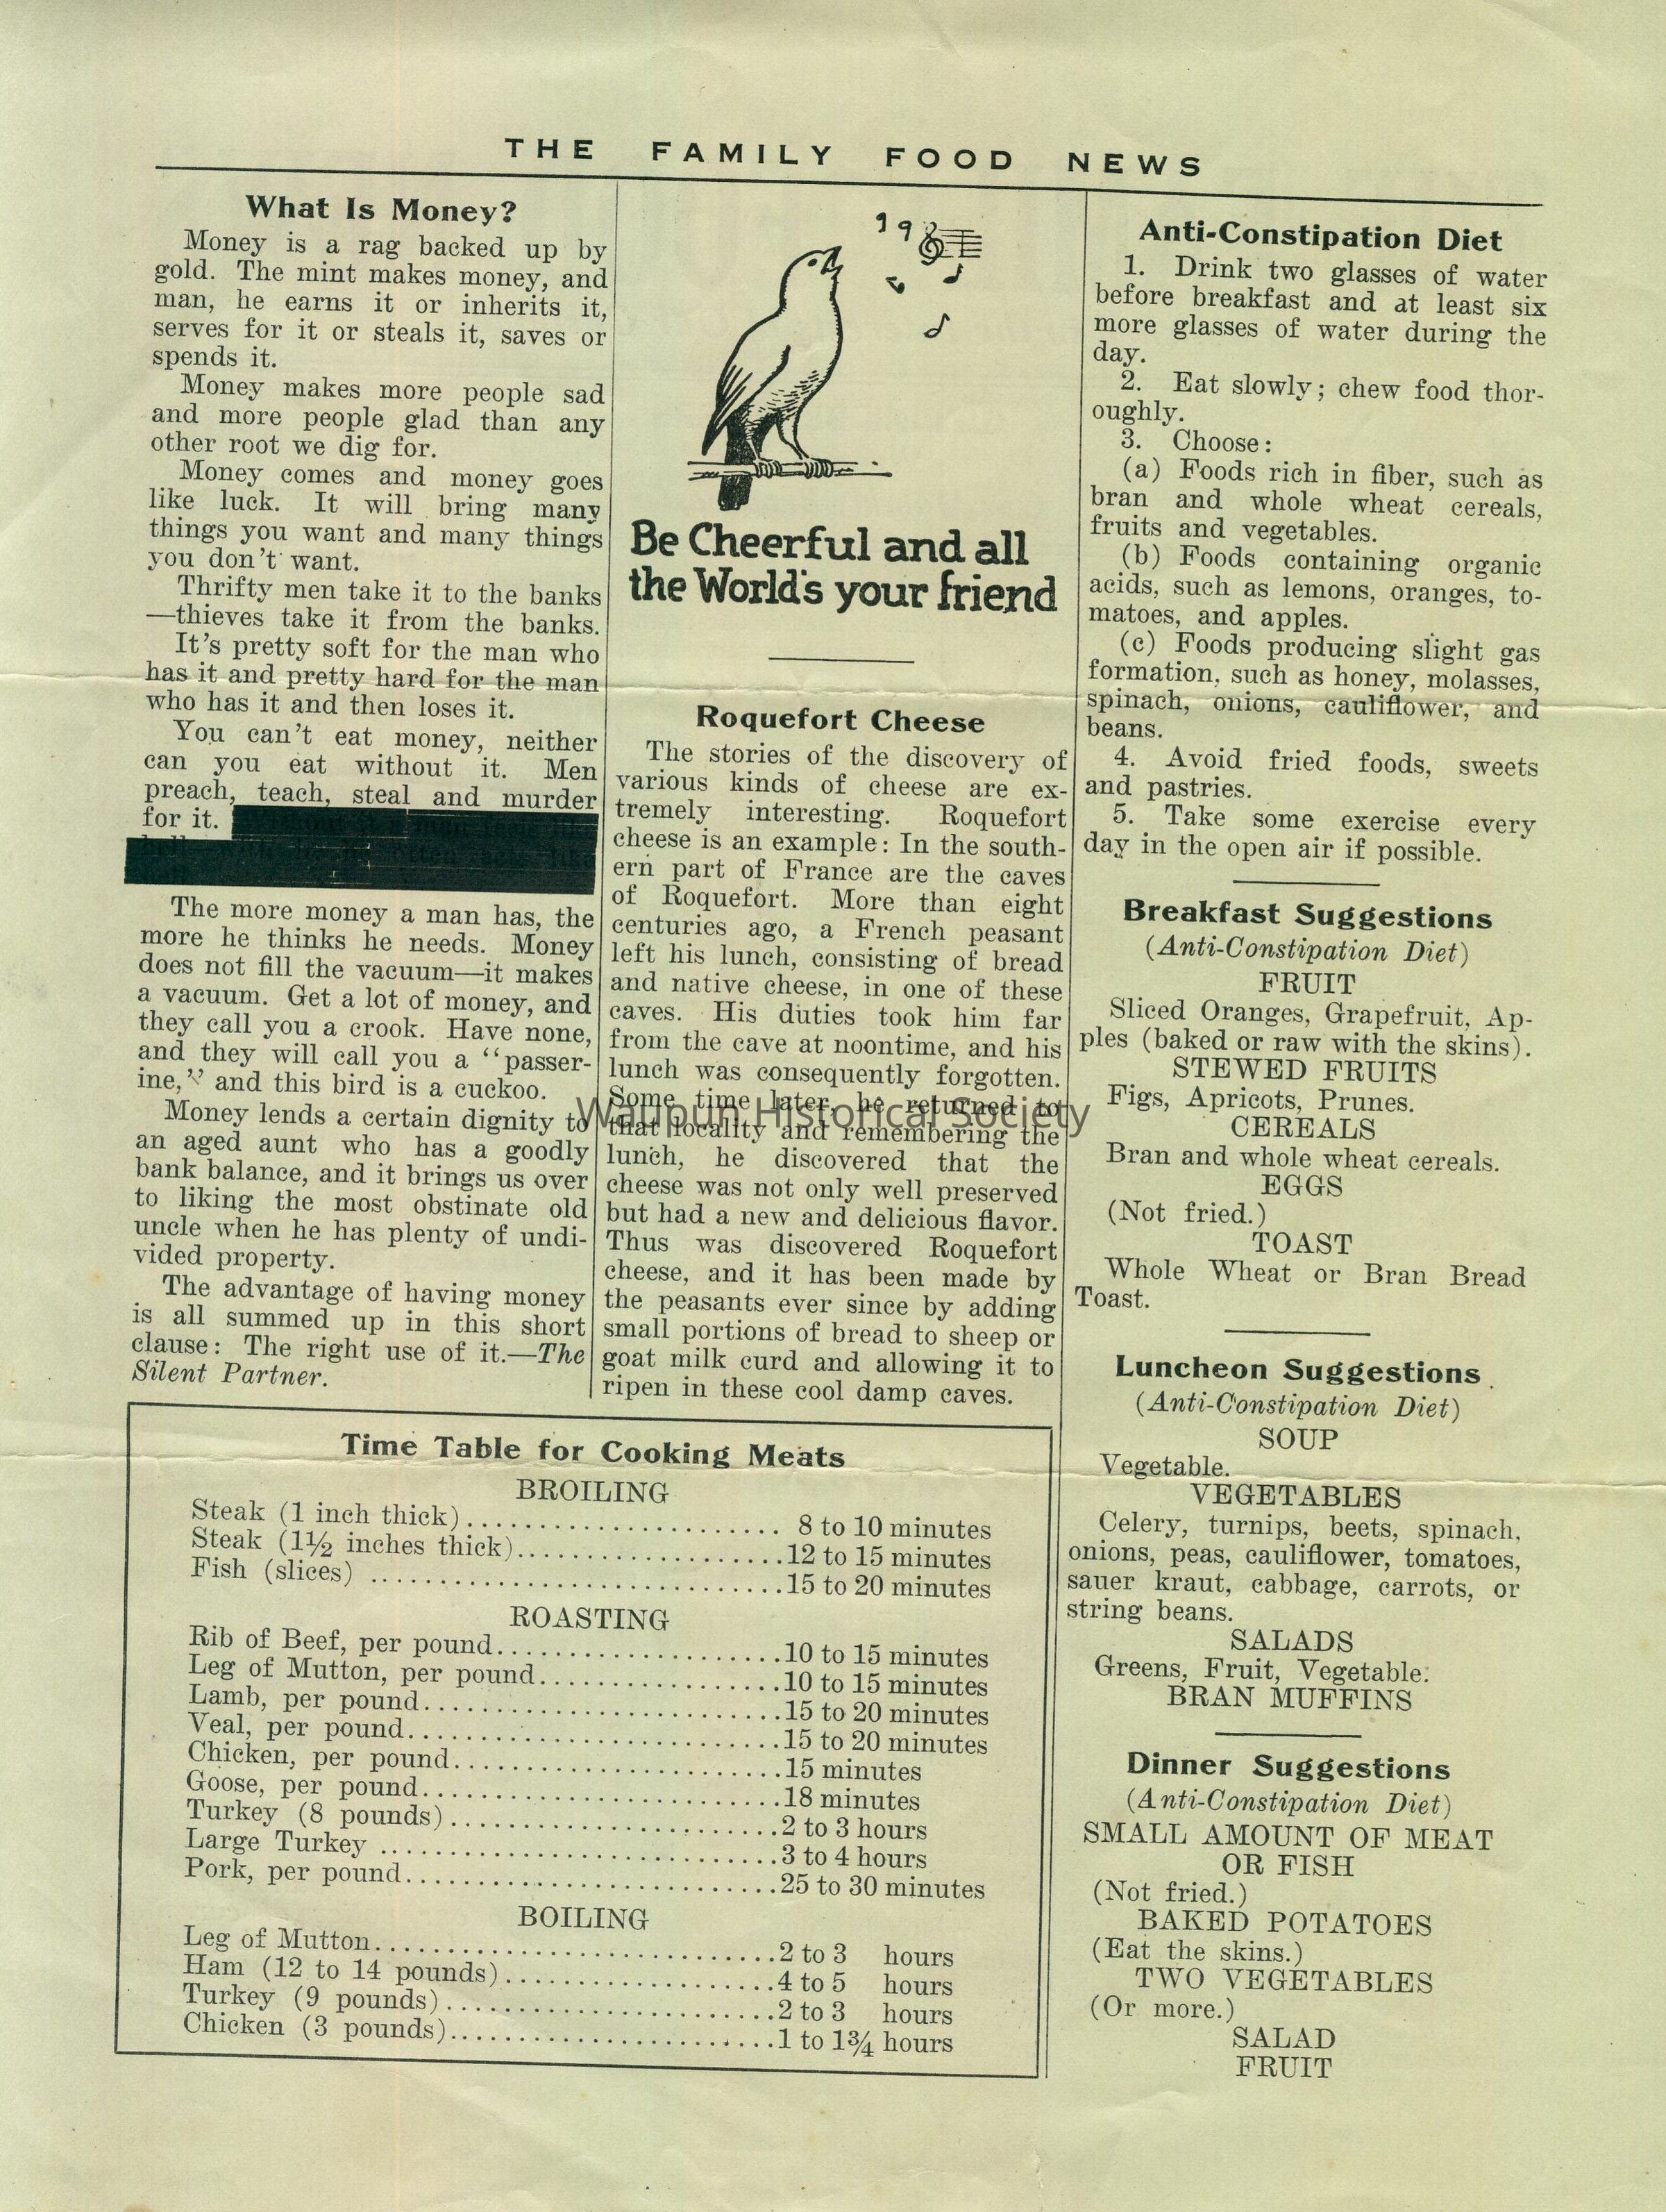 THE FAMILY FOOD NEWS
What Is Money?
Money is a rag backed up by
gold. The mint makes money, and
man, he earns it or inherits it,
serves for it or steals it, saves or
spends it.
Money makes more people sad
and more people glad than any
other root we dig for.
Money comes and money goes
like luck. It will bring many
things you want and many things
you don't want.
Thrifty men take it to the banks
—thieves take it from the banks.
It's pretty soft for the man who
has it and pretty hard for the man
who has it and then loses it.
You can't eat money, neither
can you eat without it. Men
preach, teach, steal and murder
for it.
The more money a man has, the
more he thinks he needs. Money
does not fill the vacuum—it makes
a vacuum. Get a lot of money, and
they call you a crook. Have none,
and they will call you a "passer-
ine," and this bird is a cuckoo.
Money lends a certain dignity to
an aged aunt who has a goodly
bank balance, and it brings us over
to liking the most obstinate old
uncle when he has plenty of undi-
vided property.
The advantage of having money
is all summed up in this short
clause: The right use of it.—The
Silent Partner.
Be Cheerful and all
the World's your friend
Roquefort Cheese
The stories of the discovery of
various kinds of cheese are ex-
tremely interesting. Roquefort
cheese is an example: In the south-
ern part of France are the caves
of Roquefort. More than eight
centuries ago, a French peasant
left his lunch, consisting of bread
and native cheese, in one of these
caves. His duties took him far
from the cave at noontime, and his
lunch was consequently forgotten.
Some time later, he returned to
that locality and remembering the
lunch, he discovered that the
cheese was not only well preserved
but had a new and delicious flavor.
Thus was discovered Roquefort
cheese, and it has been made by
the peasants ever since by adding
small portions of bread to sheep or
goat milk curd and allowing it to
ripen in these cool damp caves.
Waupun Historical Society
Time Table for Cooking Meats
BROILING
Steak (1 inch thick)...................... 8 to 10 minutes
Steak (1½ inches thick)...................12 to 15 minutes
Fish (slices) ..............................15 to 20 minutes
ROASTING
Rib of Beef, per pound....................10 to 15 minutes
Leg of Mutton, per pound.................10 to 15 minutes
Lamb, per pound.........................15 to 20 minutes
Veal, per pound..........................15 to 20 minutes
Chicken, per pound.......................15 minutes
Goose, per pound.........................18 minutes
Turkey (8 pounds).......................2 to 3 hours
Large Turkey ............................3 to 4 hours
Pork, per pound..........................25 to 30 minutes
BOILING
Leg of Mutton............................2 to 3 hours
Ham (12 to 14 pounds)...................4 to 5 hours
Turkey (9 pounds).......................2 to 3 hours
Chicken (3 pounds).......................1 to 1¾ hours
Anti-Constipation Diet
1. Drink two glasses of water
before breakfast and at least six
more glasses of water during the
day.
2. Eat slowly; chew food thor-
oughly.
3. Choose:
(a) Foods rich in fiber, such as
bran and whole wheat cereals,
fruits and vegetables.
(b) Foods containing organic
acids, such as lemons, oranges, to-
matoes, and apples.
(c) Foods producing slight gas
formation, such as honey, molasses,
spinach, onions, cauliflower, and
beans.
4. Avoid fried foods, sweets
and pastries.
5. Take some exercise every
day in the open air if possible.
Breakfast Suggestions
(Anti-Constipation Diet)
FRUIT
Sliced Oranges, Grapefruit, Ap-
ples (baked or raw with the skins).
STEWED FRUITS
Figs, Apricots, Prunes.
CEREALS
Bran and whole wheat cereals.
EGGS
(Not fried.)
TOAST
Whole Wheat or Bran Bread
Toast.
Luncheon Suggestions
(Anti-Constipation Diet)
SOUP
Vegetable.
VEGETABLES
Celery, turnips, beets, spinach,
onions, peas, cauliflower, tomatoes,
sauer kraut, cabbage, carrots, or
string beans.
SALADS
Greens, Fruit, Vegetable.
BRAN MUFFINS
Dinner Suggestions
(Anti-Constipation Diet)
SMALL AMOUNT OF MEAT
OR FISH
(Not fried.)
BAKED POTATOES
(Eat the skins.)
TWO VEGETABLES
(Or more.)
SALAD
FRUIT